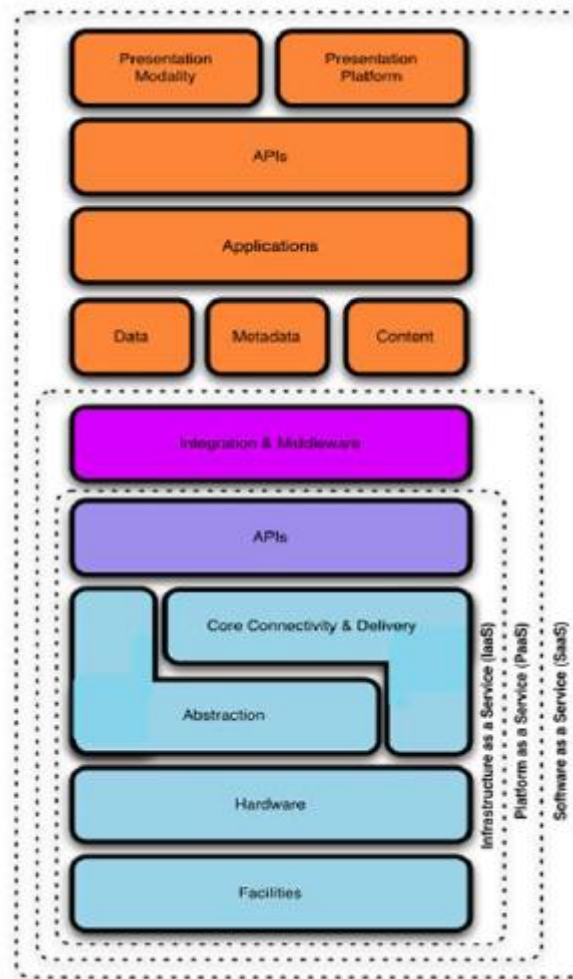 Presentation
Modality
Presentation
Platform
APIs
Applications
Data
Metadata
Content
Integration & Middleware
APIs
Core Connectivity & Delivery
Abstraction
Hardware
Facilities
Infrastructure as a Service (IaaS)
Platform as a Service (PaaS)
Software as a Service (SaaS)